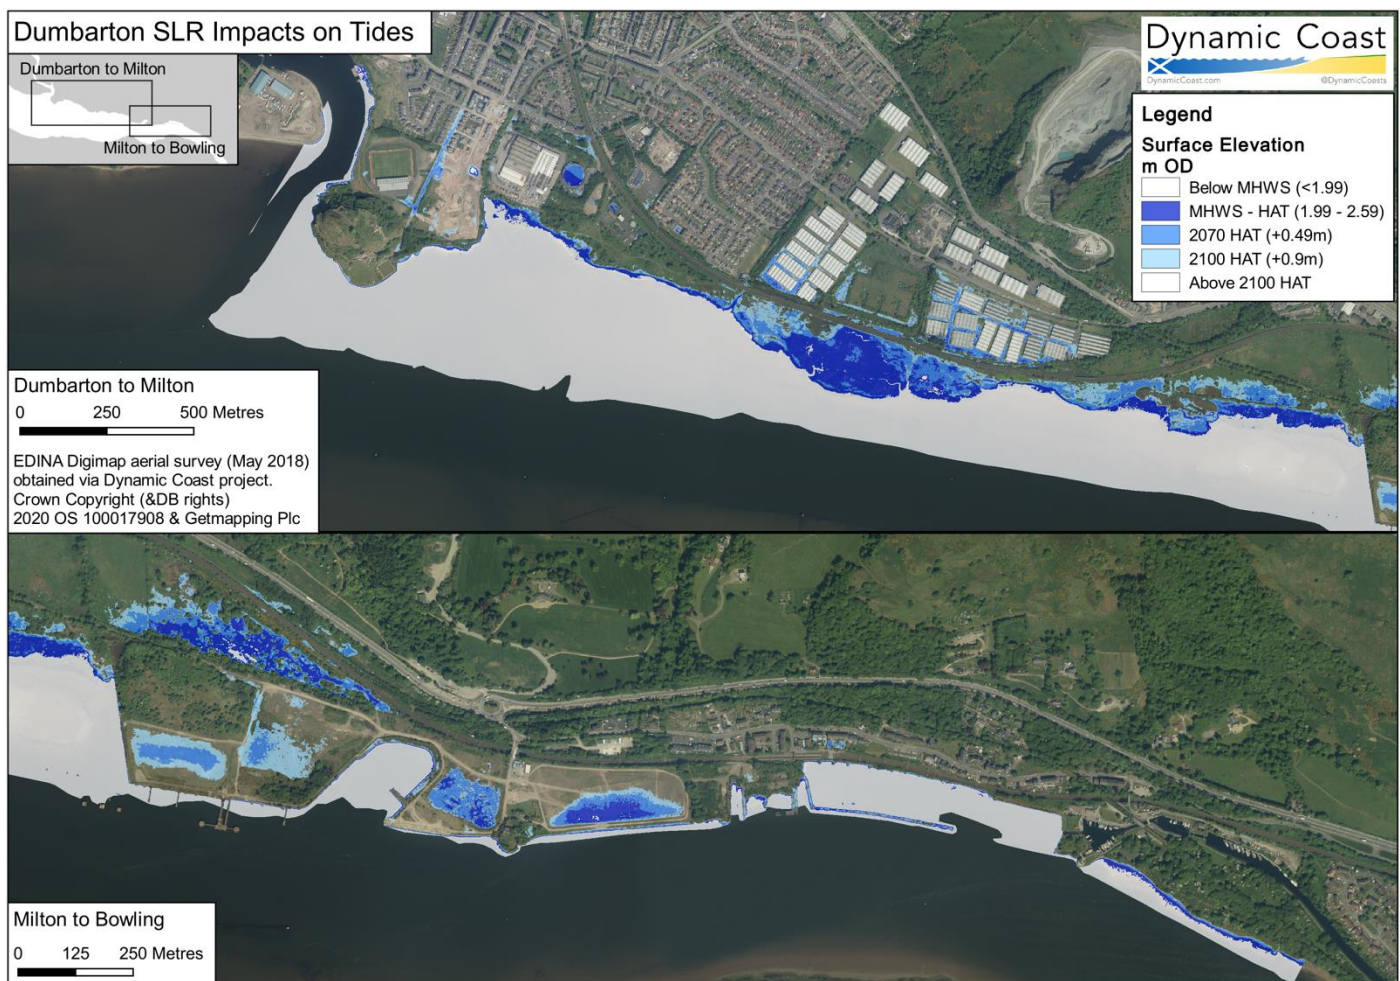 Dumbarton SLR Impacts on Tides
Dumbarton to Milton
Milton to Bowling
Dynamic Coast
DynamicCoast.com
@DynamicCoasts
Legend
Surface Elevation
m OD
Below MHWS (<1.99)
MHWS - HAT (1.99 - 2.59)
2070 HAT (+0.49m)
2100 HAT (+0.9m)
Above 2100 HAT
Dumbarton to Milton
0 250 500 Metres
EDINA Digimap aerial survey (May 2018)
obtained via Dynamic Coast project.
Crown Copyright (&DB rights)
2020 OS 100017908 & Getmapping Plc
Milton to Bowling
0 125 250 Metres